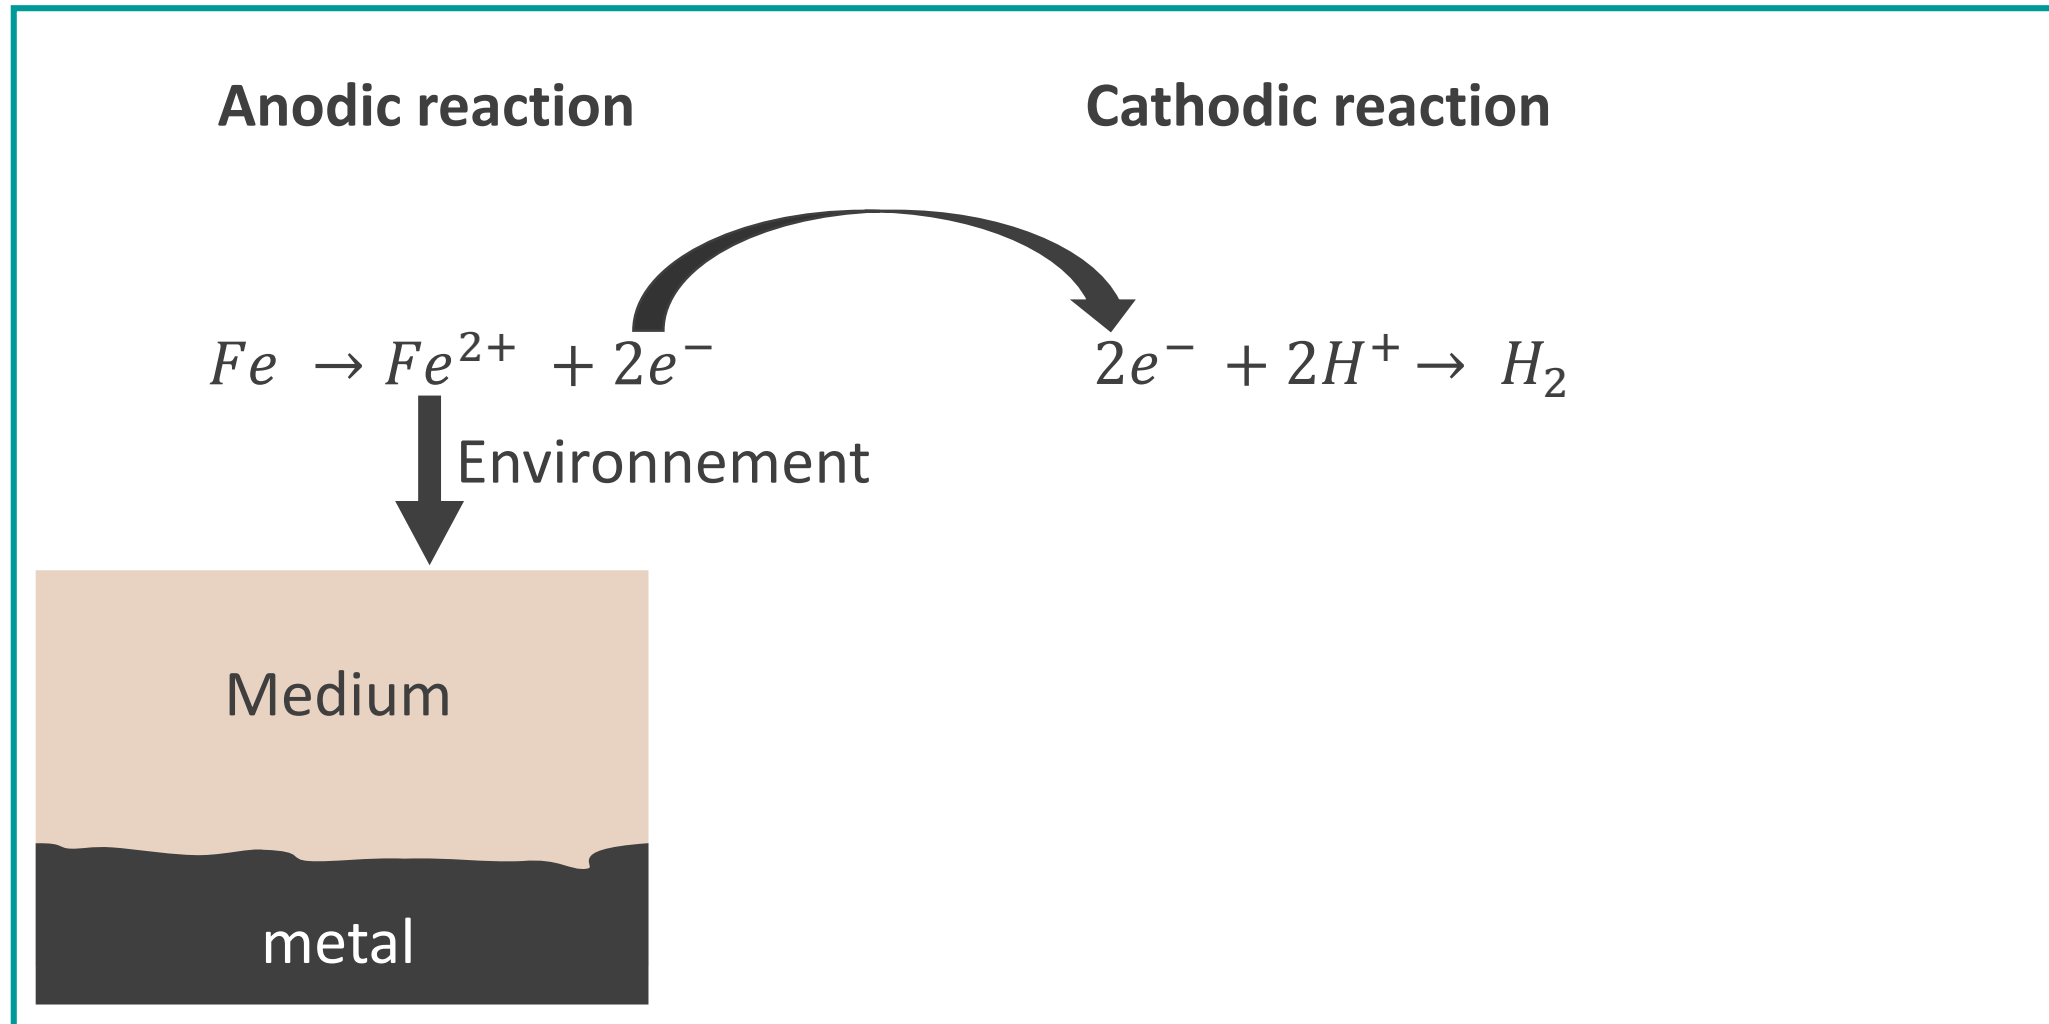 Anodic reaction
Cathodic reaction
Fe → Fe²⁺ + 2e⁻
2e⁻ + 2H⁺ → H₂
Environnement
Medium
metal